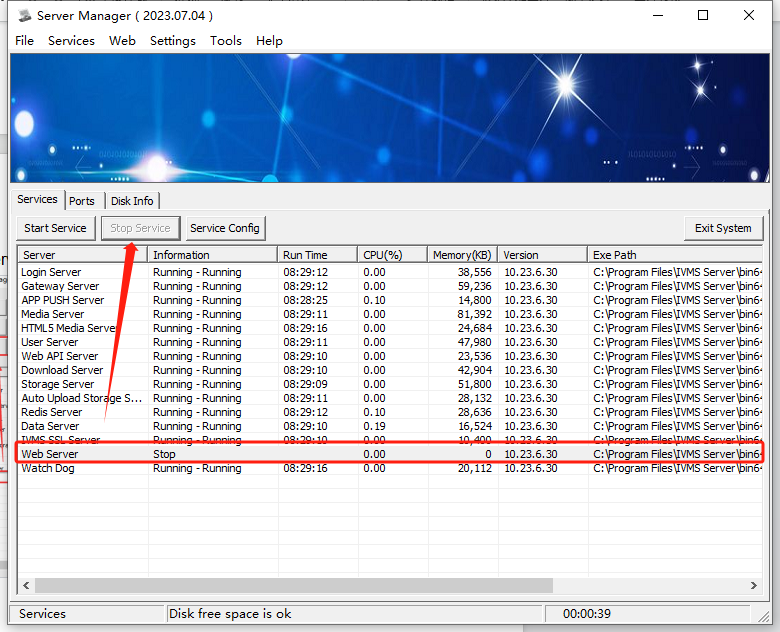 Server Manager ( 2023.07.04 )
File Services Web Settings Tools Help
Services Ports Disk Info
Start Service Stop Service Service Config Exit System
Server Information Run Time CPU(%) Memory(KB) Version Exe Path
Login Server Running - Running 08:29:12 0.00 38,556 10.23.6.30 C:\Program Files\IVMS Server\bin64
Gateway Server Running - Running 08:29:12 0.00 59,236 10.23.6.30 C:\Program Files\IVMS Server\bin64
APP PUSH Server Running - Running 08:28:25 0.10 14,800 10.23.6.30 C:\Program Files\IVMS Server\bin64
Media Server Running - Running 08:29:11 0.00 81,392 10.23.6.30 C:\Program Files\IVMS Server\bin64
HTML5 Media Server Running - Running 08:29:16 0.00 24,684 10.23.6.30 C:\Program Files\IVMS Server\bin64
User Server Running - Running 08:29:11 0.00 47,980 10.23.6.30 C:\Program Files\IVMS Server\bin64
Web API Server Running - Running 08:29:10 0.00 23,536 10.23.6.30 C:\Program Files\IVMS Server\bin64
Download Server Running - Running 08:29:10 0.00 42,904 10.23.6.30 C:\Program Files\IVMS Server\bin64
Storage Server Running - Running 08:29:09 0.00 51,800 10.23.6.30 C:\Program Files\IVMS Server\bin64
Auto Upload Storage S... Running - Running 08:29:11 0.00 28,132 10.23.6.30 C:\Program Files\IVMS Server\bin64
Redis Server Running - Running 08:29:12 0.10 28,636 10.23.6.30 C:\Program Files\IVMS Server\bin64
Data Server Running - Running 08:29:10 0.19 16,524 10.23.6.30 C:\Program Files\IVMS Server\bin64
IVMS SSL Server Running - Running 08:29:10 0.00 10,400 10.23.6.30 C:\Program Files\IVMS Server\bin64
Web Server Stop 0.00 0 10.23.6.30 C:\Program Files\IVMS Server\bin64
Watch Dog Running - Running 08:29:16 0.00 20,112 10.23.6.30 C:\Program Files\IVMS Server\bin64
Services Disk free space is ok 00:00:39